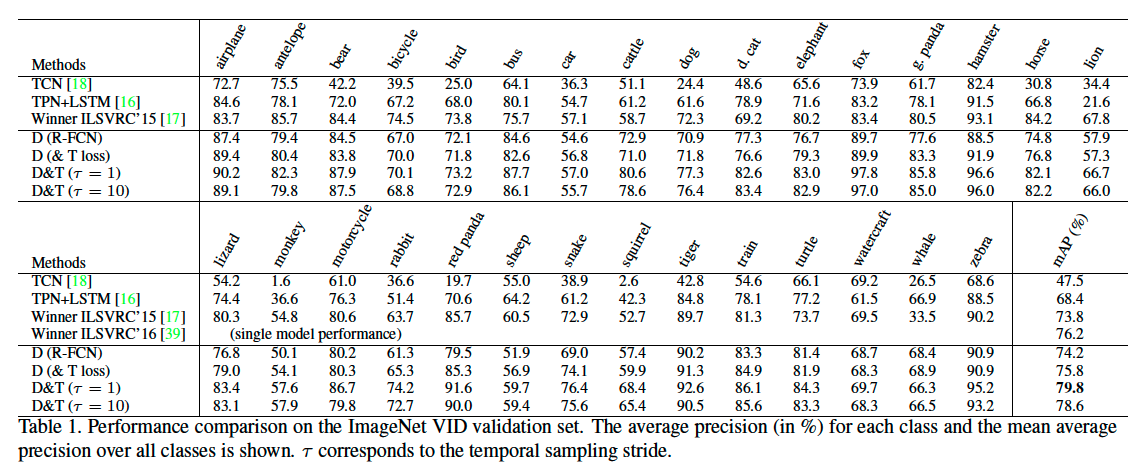 Methods airplane antelope bear bicycle bird bus car cattle dog d. cat elephant fox g. panda hamster horse lion
TCN [18] 72.7 75.5 42.2 39.5 25.0 64.1 36.3 51.1 24.4 48.6 65.6 73.9 61.7 82.4 30.8 34.4
TPN+LSTM [16] 84.6 78.1 72.0 67.2 68.0 80.1 54.7 61.2 61.6 78.9 71.6 83.2 78.1 91.5 66.8 21.6
Winner ILSVRC'15 [17] 83.7 85.7 84.4 74.5 73.8 75.7 57.1 58.7 72.3 69.2 80.2 83.4 80.5 93.1 84.2 67.8
D (R-FCN) 87.4 79.4 84.5 67.0 72.1 84.6 54.6 72.9 70.9 77.3 76.7 89.7 77.6 88.5 74.8 57.9
D (& T loss) 89.4 80.4 83.8 70.0 71.8 82.6 56.8 71.0 71.8 76.6 79.3 89.9 83.3 91.9 76.8 57.3
D&T (τ = 1) 90.2 82.3 87.9 70.1 73.2 87.7 57.0 80.6 77.3 82.6 83.0 97.8 85.8 96.6 82.1 66.7
D&T (τ = 10) 89.1 79.8 87.5 68.8 72.9 86.1 55.7 78.6 76.4 83.4 82.9 97.0 85.0 96.0 82.2 66.0
Methods lizard monkey motorcycle rabbit red panda sheep snake squirrel tiger train turtle watercraft whale zebra mAP (%)
TCN [18] 54.2 1.6 61.0 36.6 19.7 55.0 38.9 2.6 42.8 54.6 66.1 69.2 26.5 68.6 47.5
TPN+LSTM [16] 74.4 36.6 76.3 51.4 70.6 64.2 61.2 42.3 84.8 78.1 77.2 61.5 66.9 88.5 68.4
Winner ILSVRC'15 [17] 80.3 54.8 80.6 63.7 85.7 60.5 72.9 52.7 89.7 81.3 73.7 69.5 33.5 90.2 73.8
Winner ILSVRC'16 [39] (single model performance) 76.2
D (R-FCN) 76.8 50.1 80.2 61.3 79.5 51.9 69.0 57.4 90.2 83.3 81.4 68.7 68.4 90.9 74.2
D (& T loss) 79.0 54.1 80.3 65.3 85.3 56.9 74.1 59.9 91.3 84.9 81.9 68.3 68.9 90.9 75.8
D&T (τ = 1) 83.4 57.6 86.7 74.2 91.6 59.7 76.4 68.4 92.6 86.1 84.3 69.7 66.3 95.2 79.8
D&T (τ = 10) 83.1 57.9 79.8 72.7 90.0 59.4 75.6 65.4 90.5 85.6 83.3 68.3 66.5 93.2 78.6
Table 1. Performance comparison on the ImageNet VID validation set. The average precision (in %) for each class and the mean average
precision over all classes is shown. τ corresponds to the temporal sampling stride.